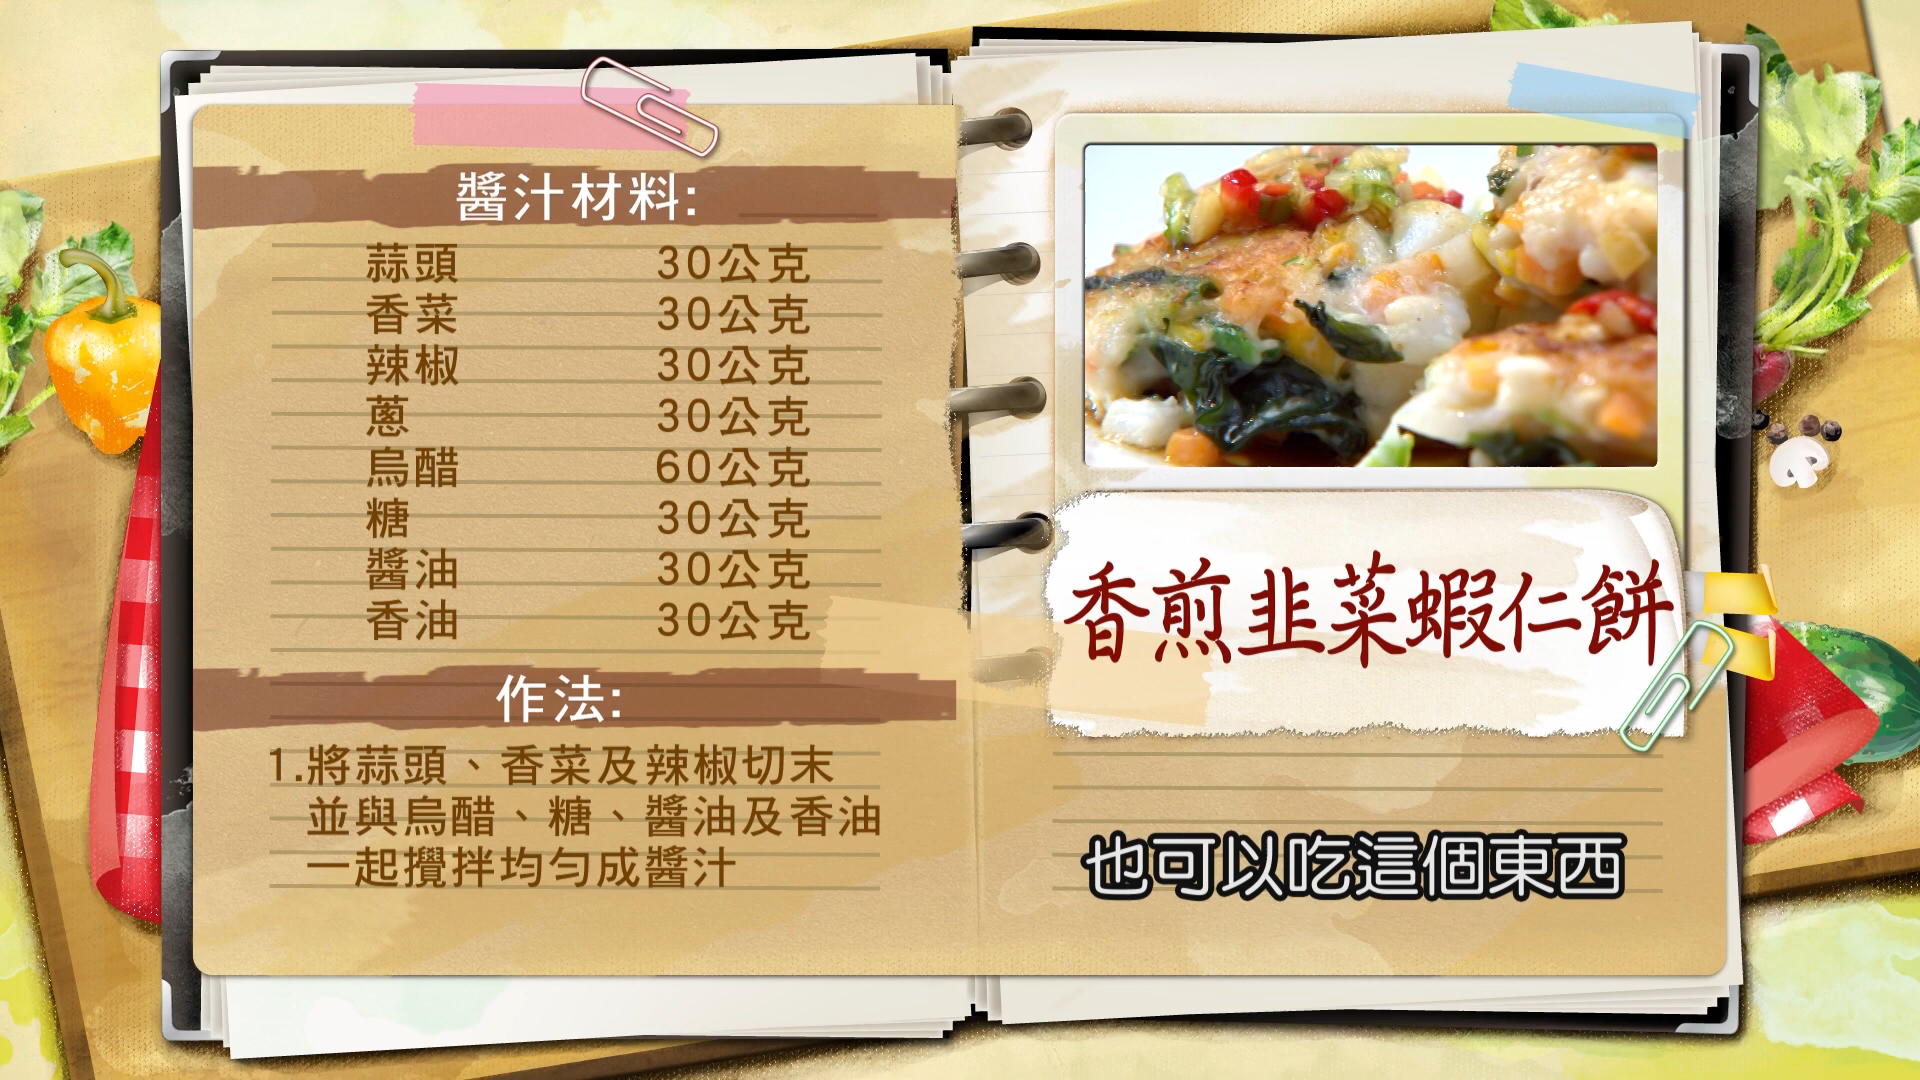 醬汁材料:
蒜頭 30公克
香菜 30公克
辣椒 30公克
蔥 30公克
烏醋 60公克
糖 30公克
醬油 30公克
香油 30公克
作法:
1.將蒜頭、香菜及辣椒切末
並與烏醋、糖、醬油及香油
一起攪拌均勻成醬汁
香煎韭菜蝦仁餅
也可以吃這個東西